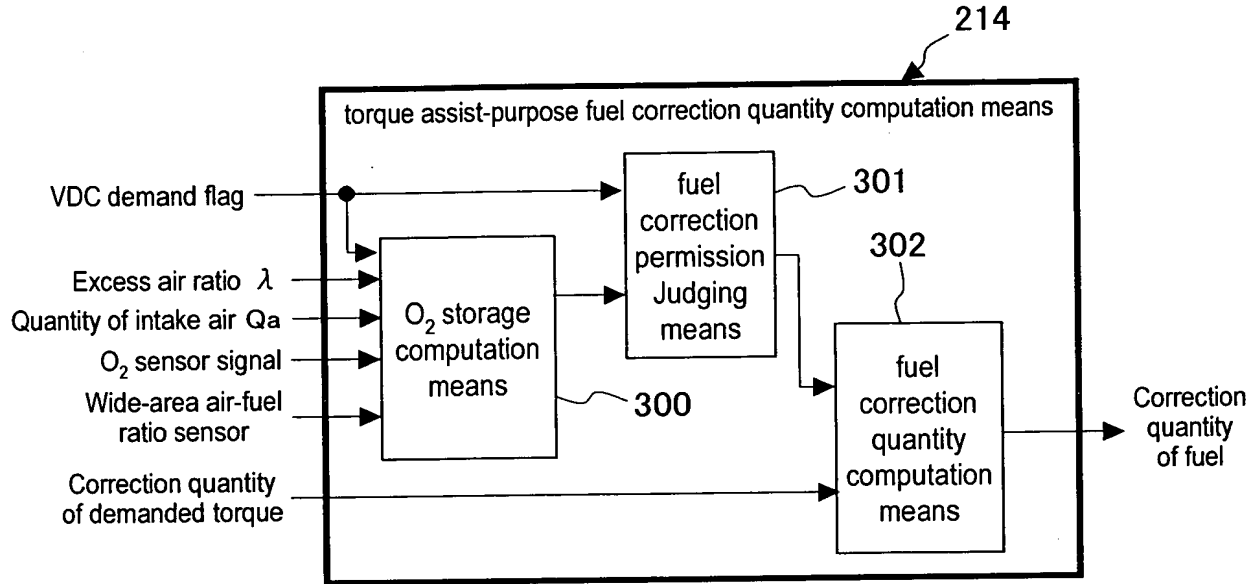 214
torque assist-purpose fuel correction quantity computation means
VDC demand flag
Excess air ratio λ
Quantity of intake air Qa
O₂ sensor signal
Wide-area air-fuel
ratio sensor
Correction quantity
of demanded torque
O₂ storage
computation
means
300
fuel
correction
permission
Judging
means
301
302
fuel
correction
quantity
computation
means
Correction
quantity
of fuel